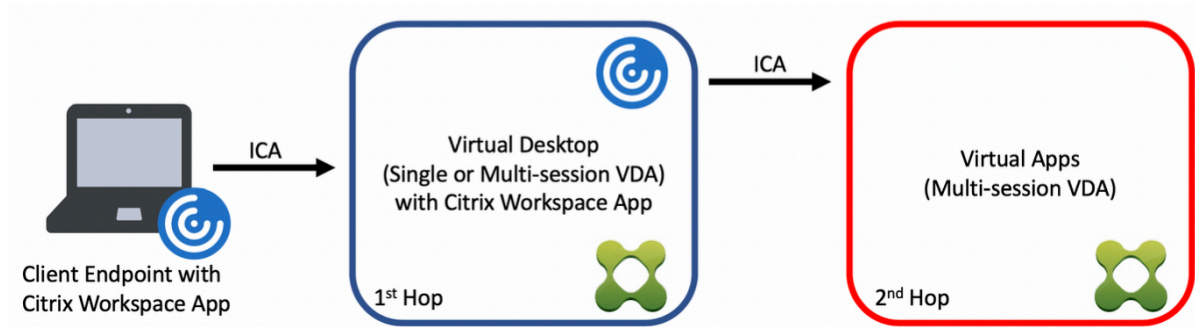 Client Endpoint with
Citrix Workspace App
ICA
Virtual Desktop
(Single or Multi-session VDA)
with Citrix Workspace App
1st Hop
ICA
Virtual Apps
(Multi-session VDA)
2nd Hop